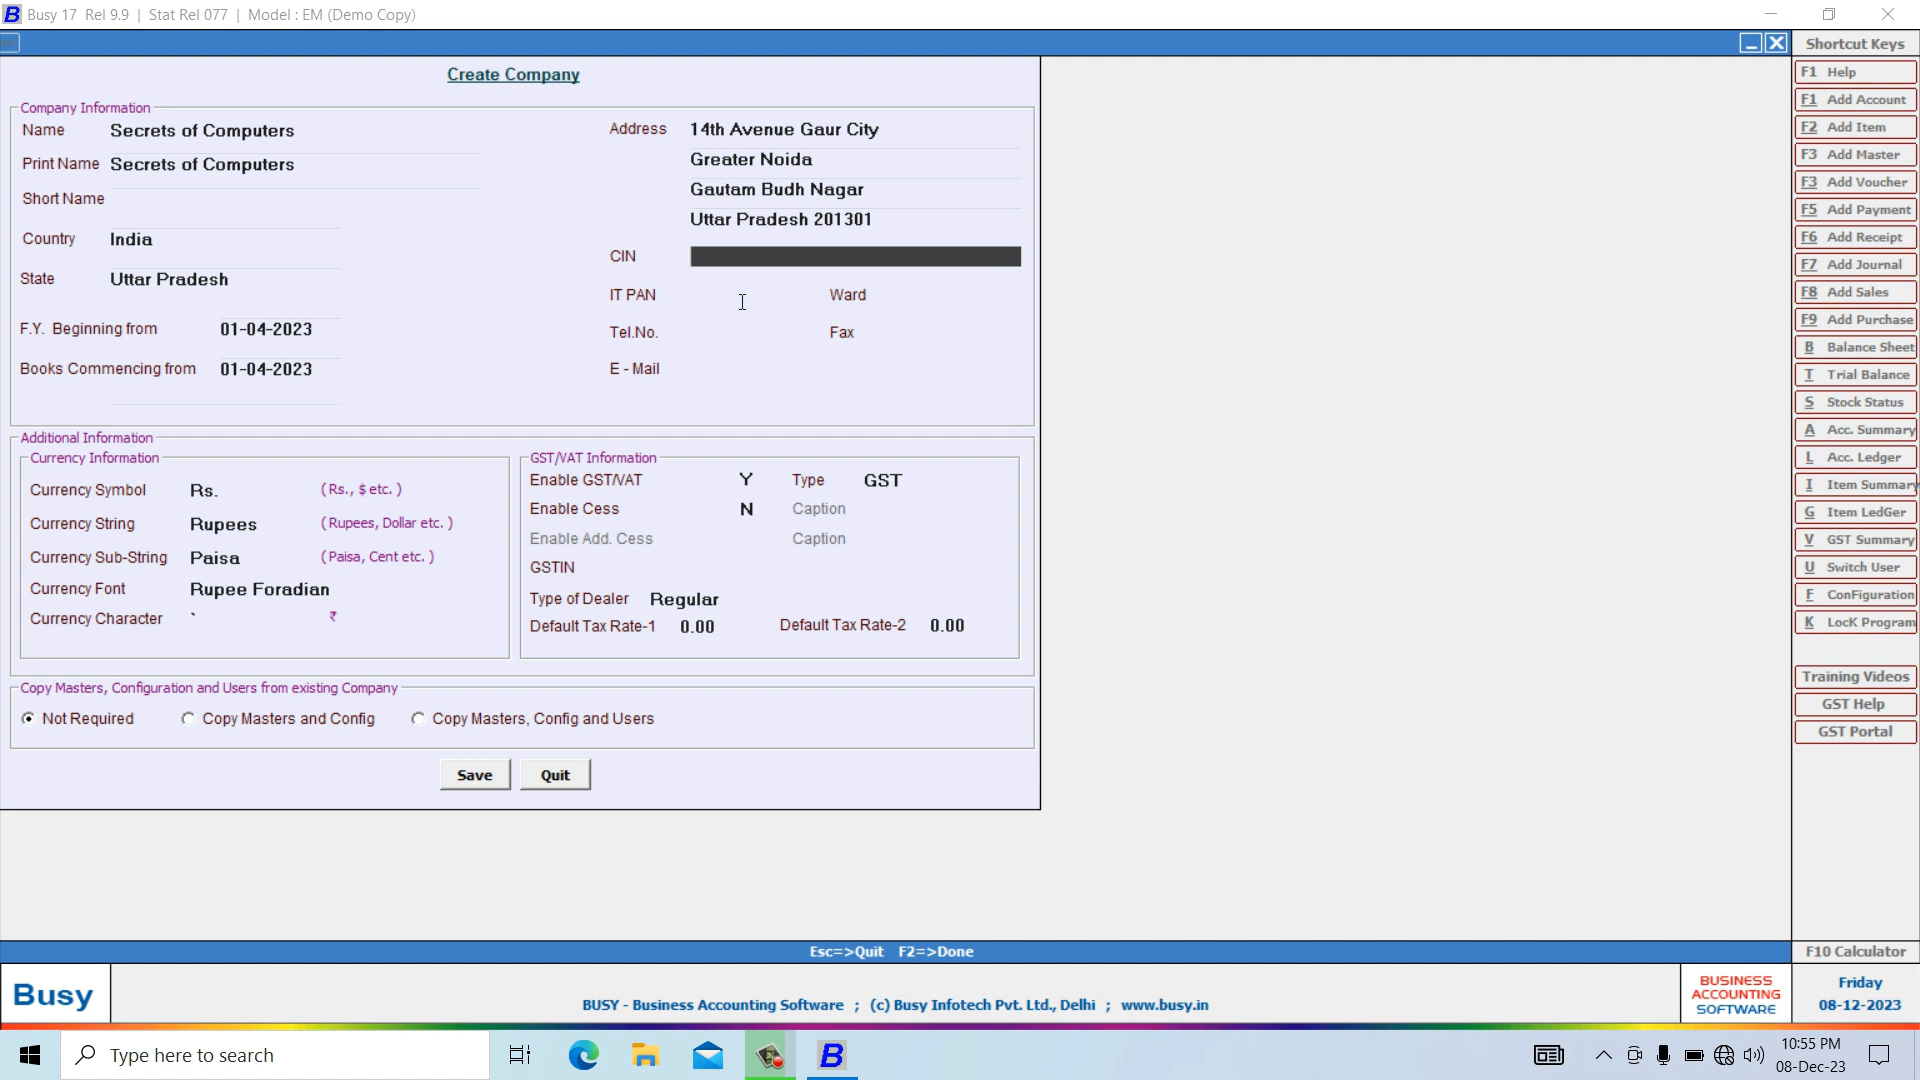 Busy 17 Rel 9.9 | Stat Rel 077 | Model : EM (Demo Copy)
Create Company
Company Information
Name Secrets of Computers
Print Name Secrets of Computers
Short Name
Country India
State Uttar Pradesh
F.Y. Beginning from 01-04-2023
Books Commencing from 01-04-2023
Address 14th Avenue Gaur City
Greater Noida
Gautam Budh Nagar
Uttar Pradesh 201301
CIN
IT PAN Ward
Tel.No. Fax
E - Mail
Additional Information
Currency Information
Currency Symbol Rs. (Rs., $ etc. )
Currency String Rupees (Rupees, Dollar etc. )
Currency Sub-String Paisa (Paisa, Cent etc. )
Currency Font Rupee Foradian
Currency Character ` ₹
GST/VAT Information
Enable GST/VAT Y Type GST
Enable Cess N Caption
Enable Add. Cess Caption
GSTIN
Type of Dealer Regular
Default Tax Rate-1 0.00 Default Tax Rate-2 0.00
Copy Masters, Configuration and Users from existing Company
Not Required Copy Masters and Config Copy Masters, Config and Users
Save Quit
Shortcut Keys
F1 Help
F1 Add Account
F2 Add Item
F3 Add Master
F3 Add Voucher
F5 Add Payment
F6 Add Receipt
F7 Add Journal
F8 Add Sales
F9 Add Purchase
B Balance Sheet
T Trial Balance
S Stock Status
A Acc. Summary
L Acc. Ledger
I Item Summary
G Item LedGer
V GST Summary
U Switch User
F ConFiguration
K LocK Program
Training Videos
GST Help
GST Portal
Esc=>Quit F2=>Done
F10 Calculator
Busy
BUSY - Business Accounting Software ; (c) Busy Infotech Pvt. Ltd., Delhi ; www.busy.in
BUSINESS
ACCOUNTING
SOFTWARE
Friday
08-12-2023
Type here to search
10:55 PM
08-Dec-23